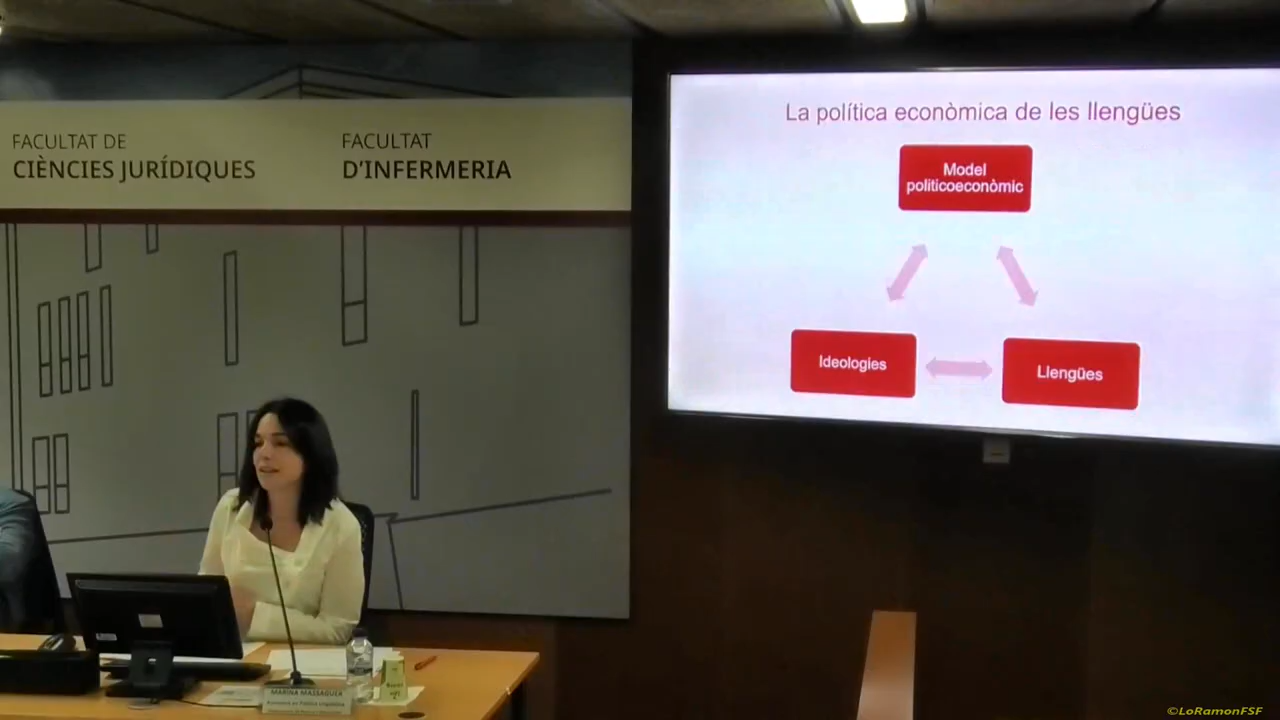 FACULTAT DE
CIÈNCIES JURÍDIQUES
FACULTAT
D'INFERMERIA
La política econòmica de les llengües
Model
politicoeconòmic
Ideologies
Llengües
MARINA MASSAGUER
©LoRamonFSF